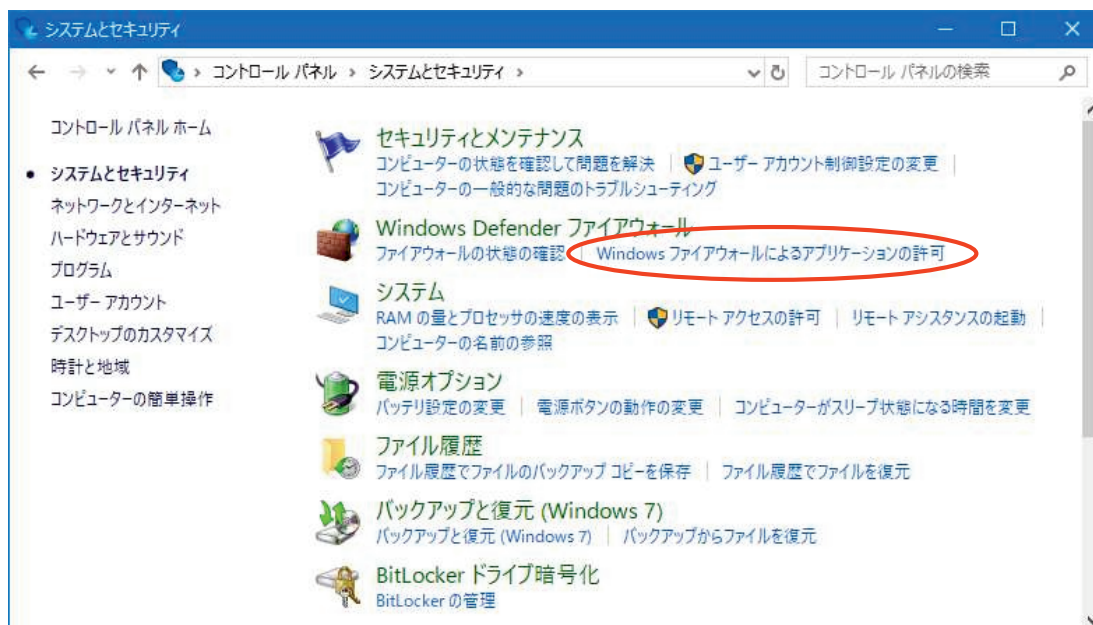 システムとセキュリティ
コントロール パネル › システムとセキュリティ ›
コントロール パネルの検索
コントロール パネル ホーム
システムとセキュリティ
ネットワークとインターネット
ハードウェアとサウンド
プログラム
ユーザー アカウント
デスクトップのカスタマイズ
時計と地域
コンピューターの簡単操作
セキュリティとメンテナンス
コンピューターの状態を確認して問題を解決 | ユーザー アカウント制御設定の変更 |
コンピューターの一般的な問題のトラブルシューティング
Windows Defender ファイアウォール
ファイアウォールの状態の確認 | Windows ファイアウォールによるアプリケーションの許可
システム
RAM の量とプロセッサの速度の表示 | リモート アクセスの許可 | リモート アシスタンスの起動 |
コンピューターの名前の参照
電源オプション
バッテリ設定の変更 | 電源ボタンの動作の変更 | コンピューターがスリープ状態になる時間を変更
ファイル履歴
ファイル履歴でファイルのバックアップ コピーを保存 | ファイル履歴でファイルを復元
バックアップと復元 (Windows 7)
バックアップと復元 (Windows 7) | バックアップからファイルを復元
BitLocker ドライブ暗号化
BitLocker の管理